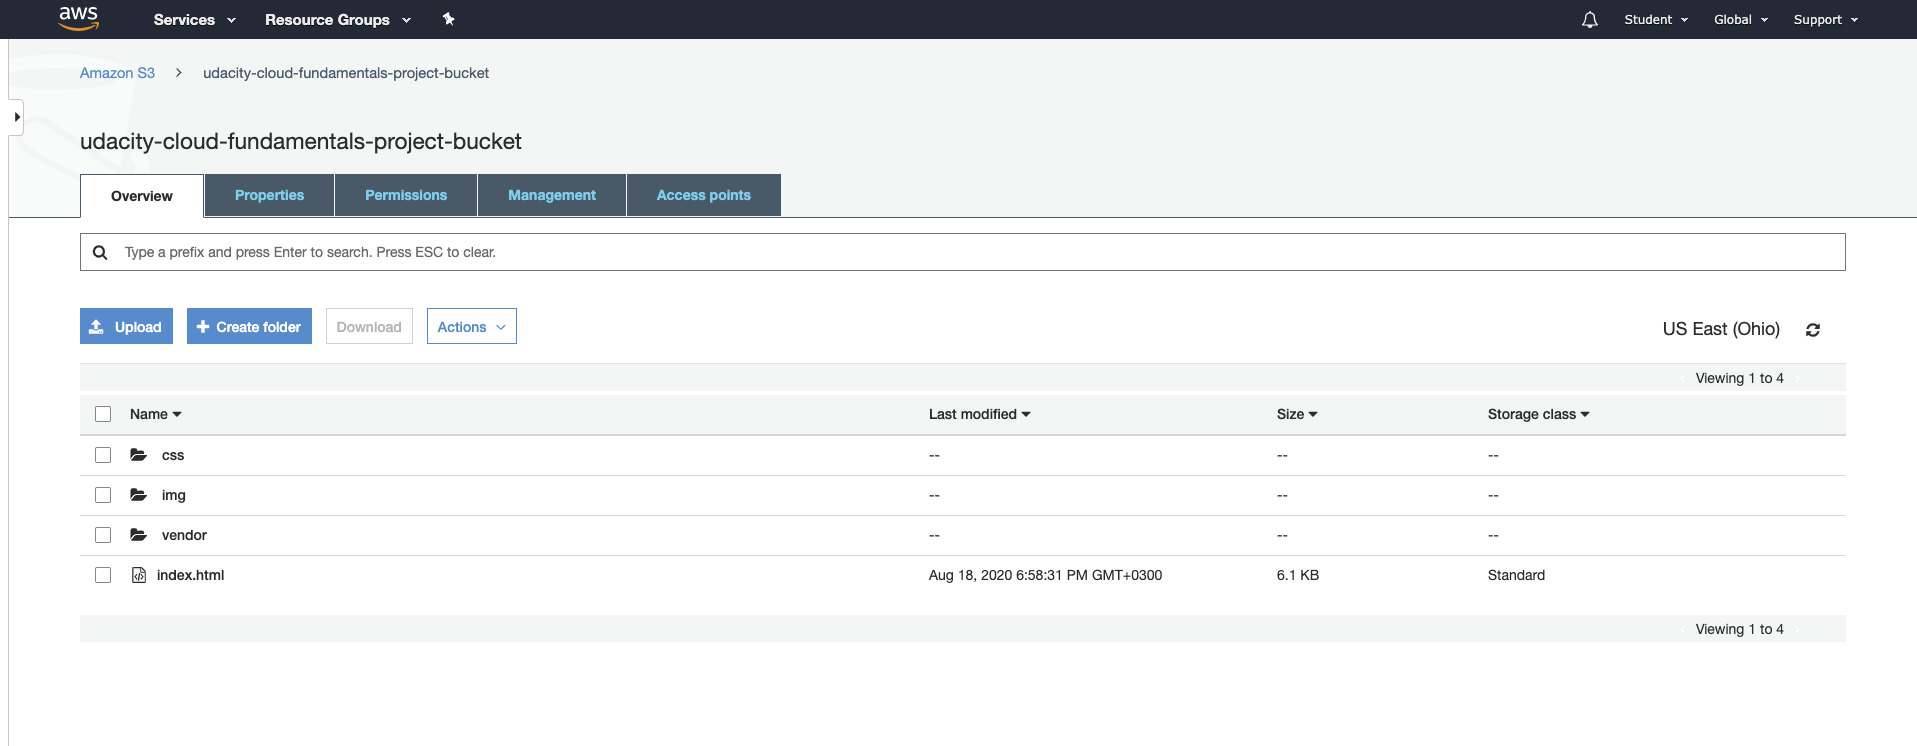 aws Services Resource Groups Student Global Support
Amazon S3 udacity-cloud-fundamentals-project-bucket
udacity-cloud-fundamentals-project-bucket
Overview Properties Permissions Management Access points
Type a prefix and press Enter to search. Press ESC to clear.
Upload Create folder Download Actions US East (Ohio)
Viewing 1 to 4
Name Last modified Size Storage class
css -- -- --
img -- -- --
vendor -- -- --
index.html Aug 18, 2020 6:58:31 PM GMT+0300 6.1 KB Standard
Viewing 1 to 4